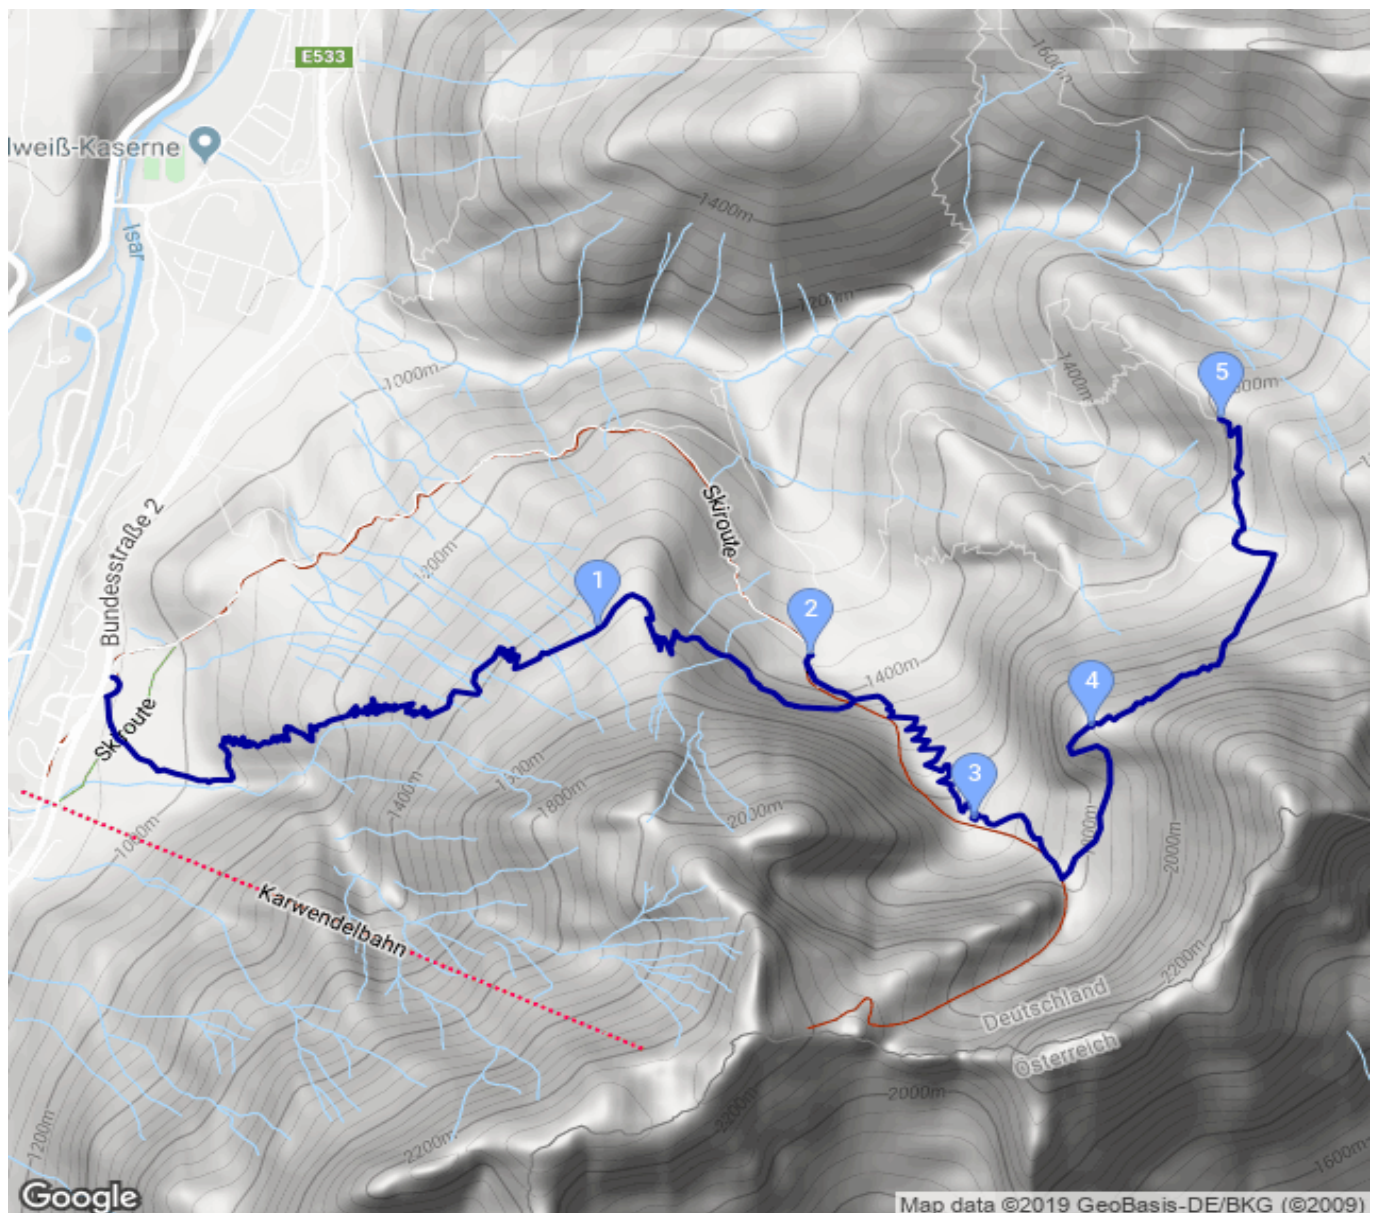 E533
1600m
lweiß-Kaserne
1400m
Isar
1200m
1000m
1400m
5
Skiroute
Bundesstraße 2
1200m
1
2
1400m
4
Skiroute
3
1400m
1800m
2000m
2000m
1000m
Karwendelbahn
2200m
Deutschland
Österreich
2000m
2200m
2200m
1200m
1600m
Google
Map data ©2019 GeoBasis-DE/BKG (©2009)